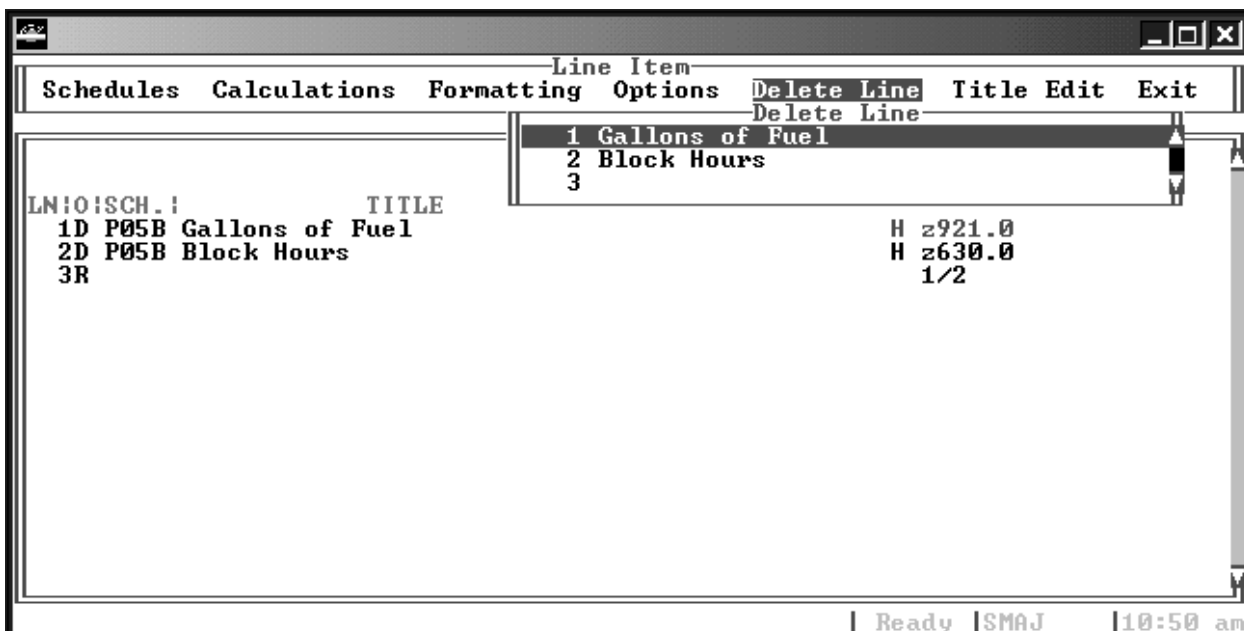 Line Item
Schedules Calculations Formatting Options Delete Line Title Edit Exit
Delete Line
1 Gallons of Fuel
2 Block Hours
3
LN|O|SCH.| TITLE
1D P05B Gallons of Fuel H z921.0
2D P05B Block Hours H z630.0
3R 1/2
| Ready |SMAJ |10:50 am